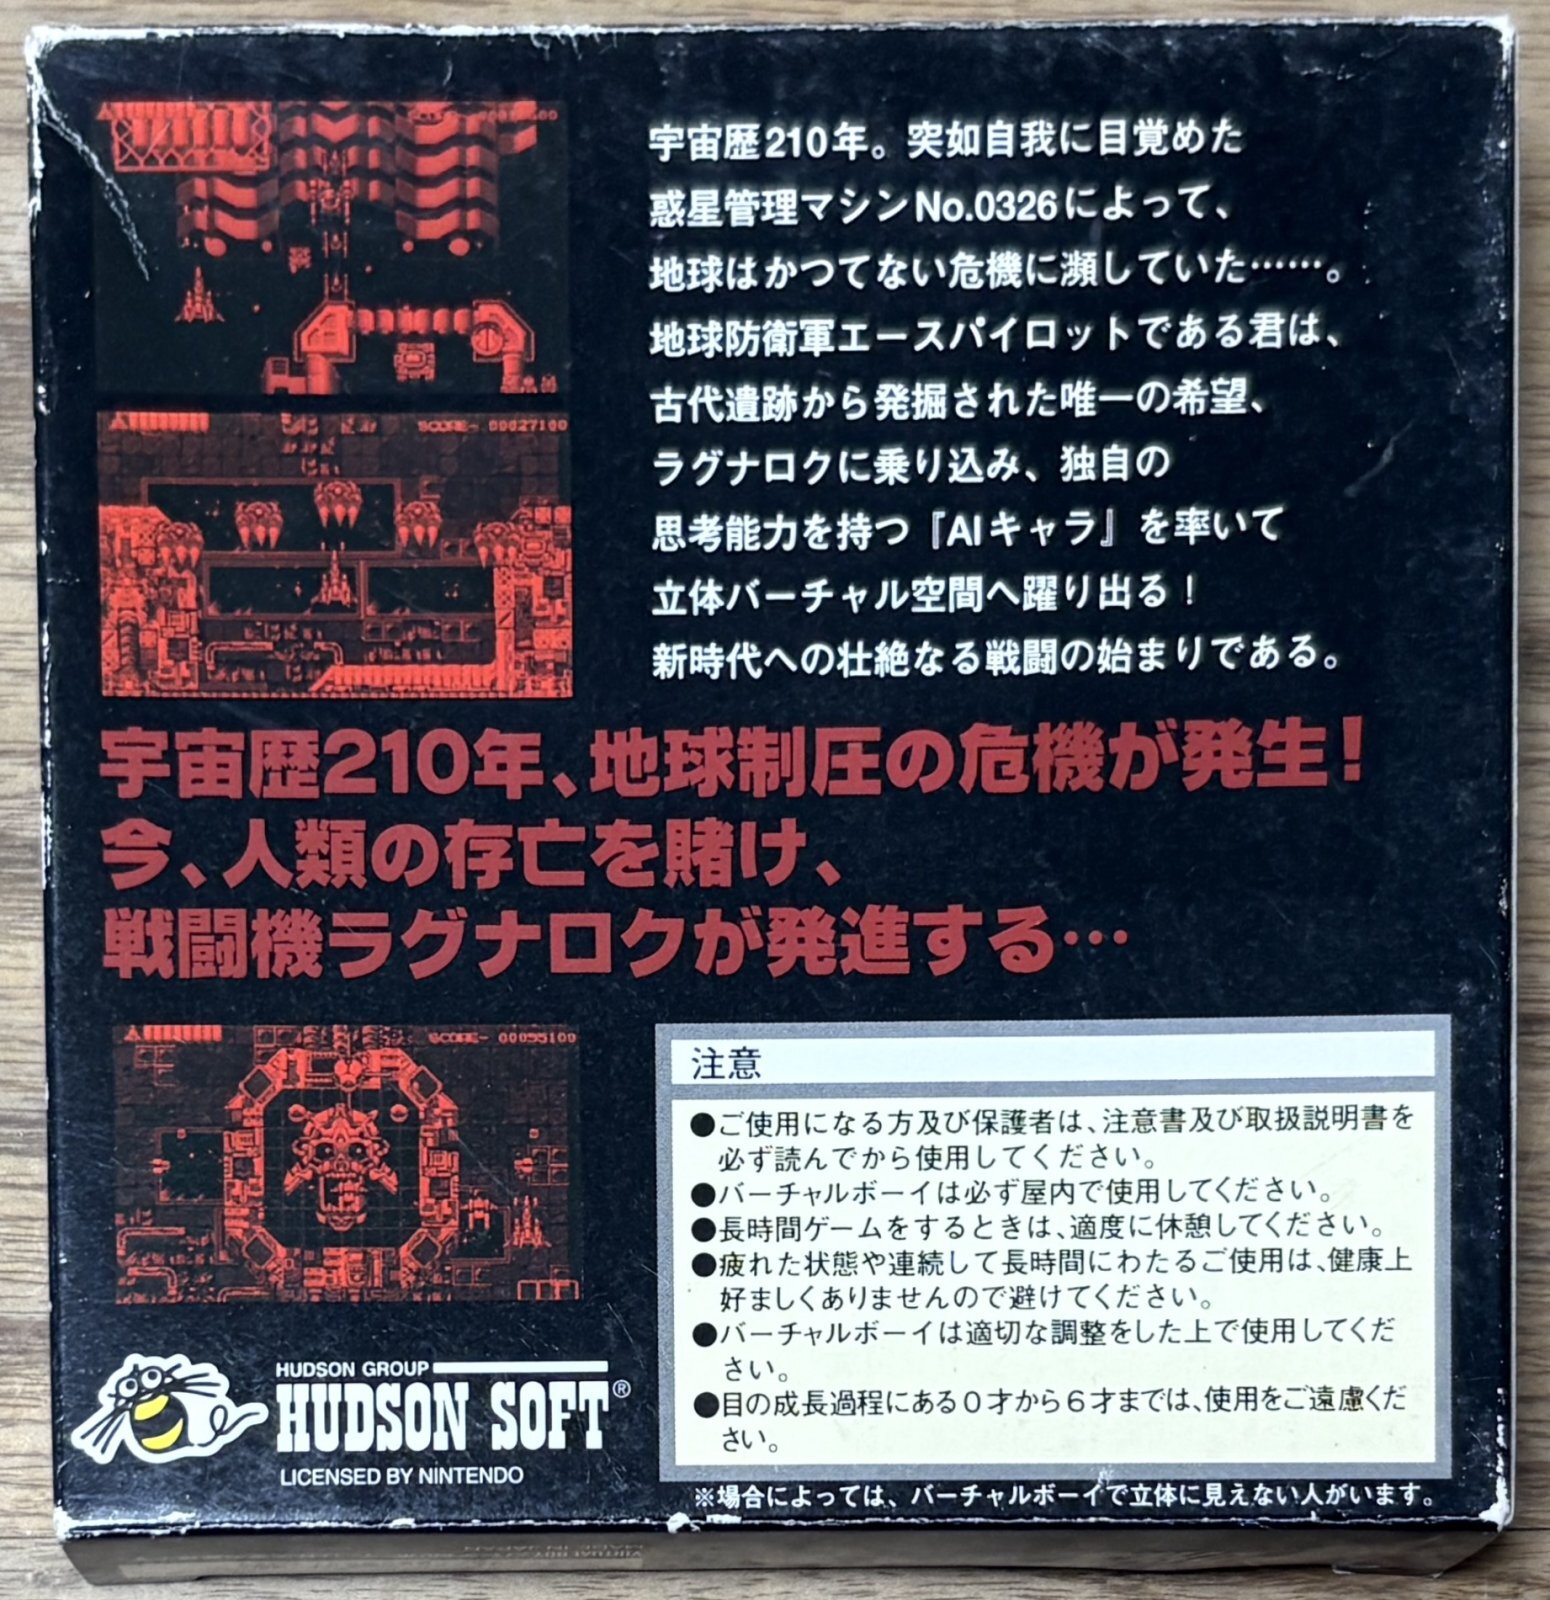 宇宙歴210年。突如自我に目覚めた
惑星管理マシンNo.0326によって、
地球はかつてない危機に瀕していた……。
地球防衛軍エースパイロットである君は、
古代遺跡から発掘された唯一の希望、
ラグナロクに乗り込み、独自の
思考能力を持つ『AIキャラ』を率いて
立体バーチャル空間へ躍り出る！
新時代への壮絶なる戦闘の始まりである。
SCORE- 00027100
宇宙歴210年、地球制圧の危機が発生！
今、人類の存亡を賭け、
戦闘機ラグナロクが発進する…
SCORE- 00055100
注意
●ご使用になる方及び保護者は、注意書及び取扱説明書を
必ず読んでから使用してください。
●バーチャルボーイは必ず屋内で使用してください。
●長時間ゲームをするときは、適度に休憩してください。
●疲れた状態や連続して長時間にわたるご使用は、健康上
好ましくありませんので避けてください。
●バーチャルボーイは適切な調整をした上で使用してくだ
さい。
●目の成長過程にある０才から６才までは、使用をご遠慮くだ
さい。
※場合によっては、バーチャルボーイで立体に見えない人がいます。
HUDSON GROUP
HUDSON SOFT®
LICENSED BY NINTENDO
MADE IN JAPAN